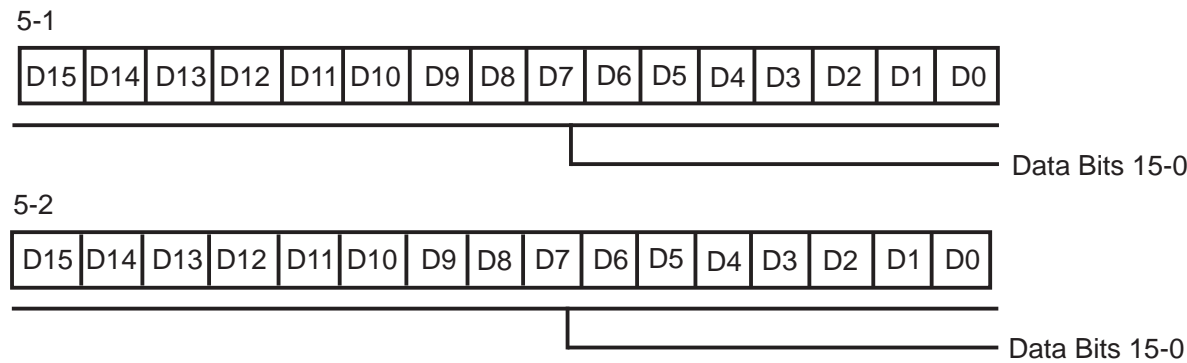 5-1
D15 D14 D13 D12 D11 D10 D9 D8 D7 D6 D5 D4 D3 D2 D1 D0
Data Bits 15-0
5-2
D15 D14 D13 D12 D11 D10 D9 D8 D7 D6 D5 D4 D3 D2 D1 D0
Data Bits 15-0